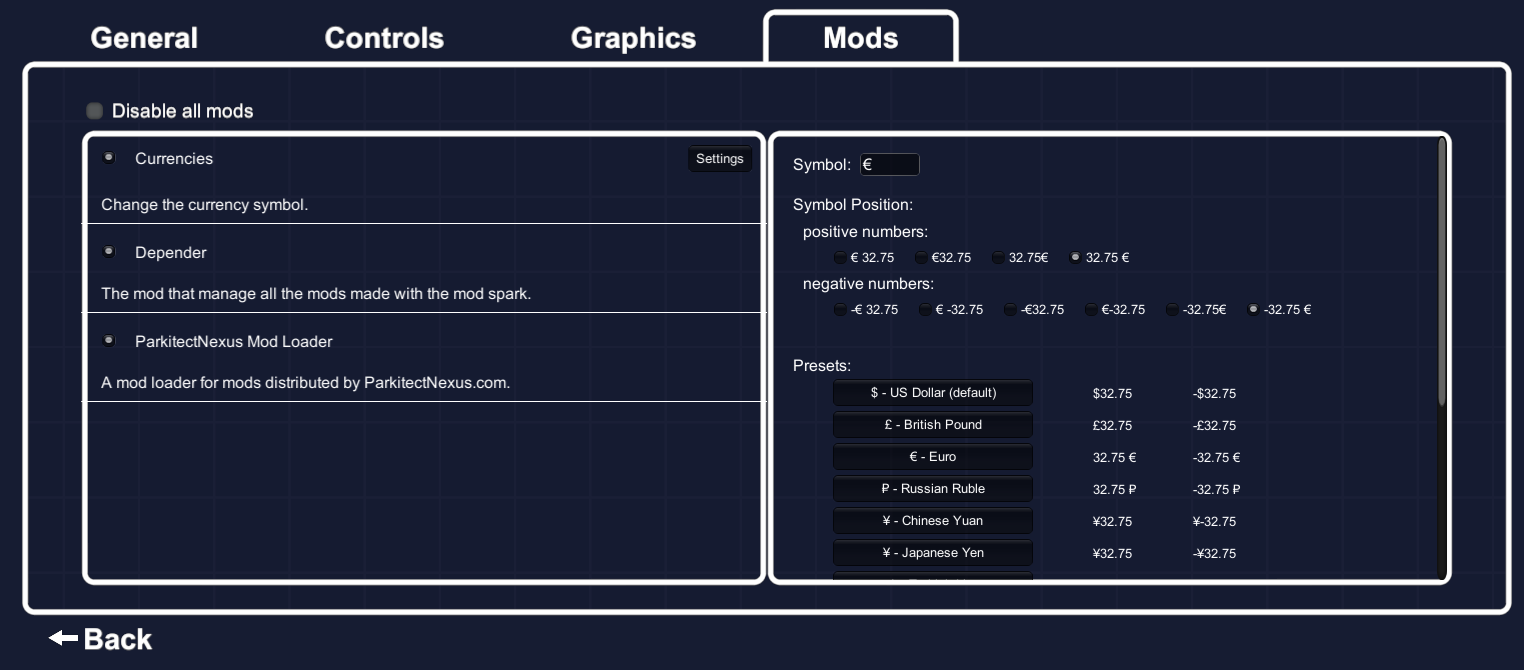 General Controls Graphics Mods
Disable all mods
Currencies Settings
Change the currency symbol.
Depender
The mod that manage all the mods made with the mod spark.
ParkitectNexus Mod Loader
A mod loader for mods distributed by ParkitectNexus.com.
Symbol: €
Symbol Position:
positive numbers:
€ 32.75 €32.75 32.75€ 32.75 €
negative numbers:
-€ 32.75 € -32.75 -€32.75 €-32.75 -32.75€ -32.75 €
Presets:
$ - US Dollar (default) $32.75 -$32.75
£ - British Pound £32.75 -£32.75
€ - Euro 32.75 € -32.75 €
₽ - Russian Ruble 32.75 ₽ -32.75 ₽
¥ - Chinese Yuan ¥32.75 ¥-32.75
¥ - Japanese Yen ¥32.75 -¥32.75
Back